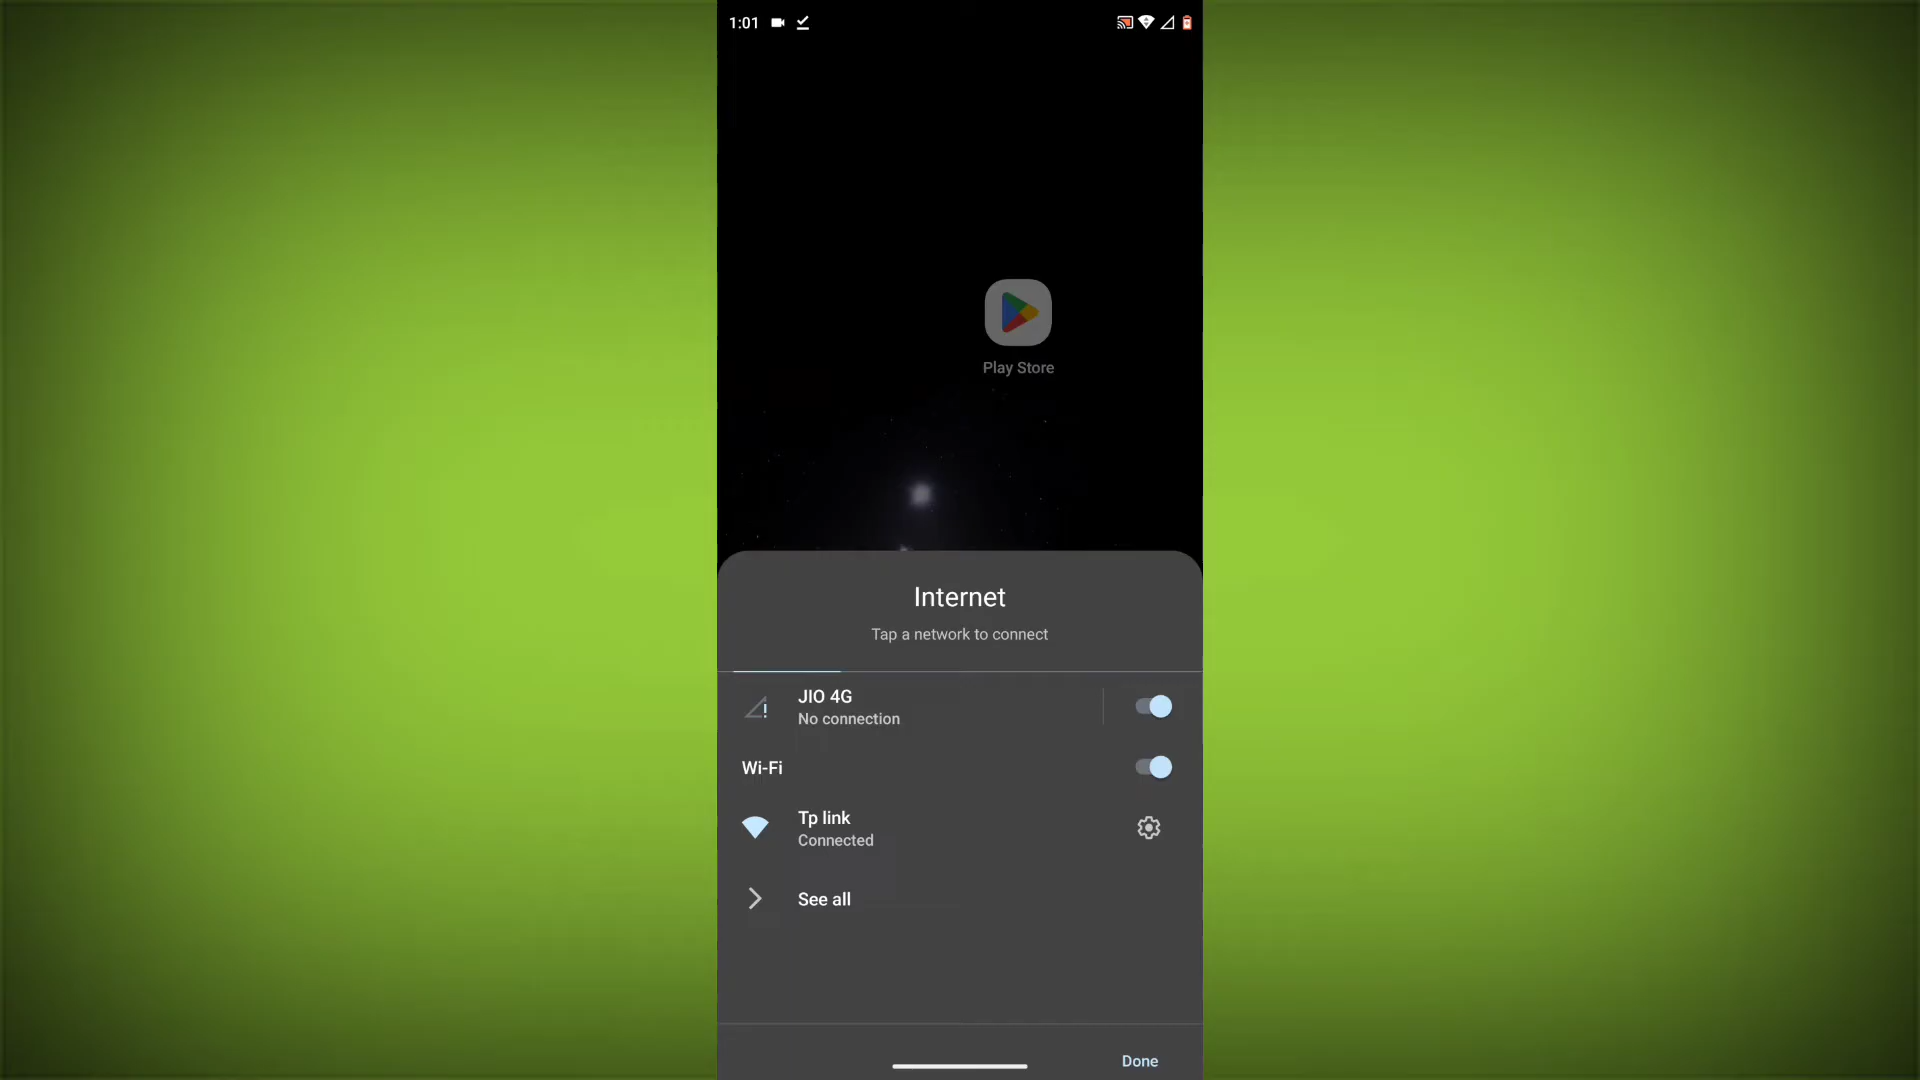 1:01
Play Store
Internet
Tap a network to connect
JIO 4G
No connection
Wi-Fi
Tp link
Connected
See all
Done